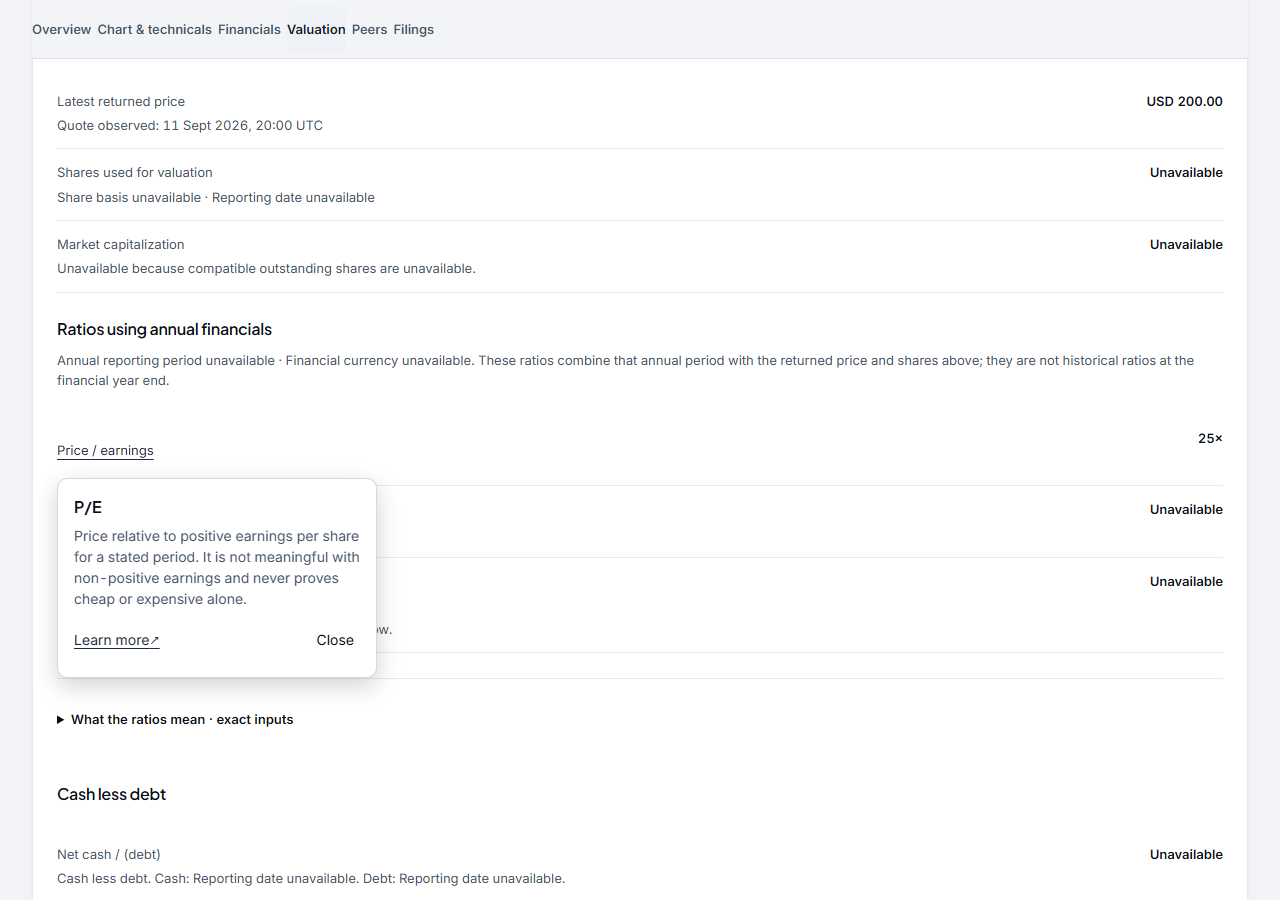 Overview Chart & technicals Financials Valuation Peers Filings
Latest returned price
USD 200.00
Quote observed: 11 Sept 2026, 20:00 UTC
Shares used for valuation
Unavailable
Share basis unavailable · Reporting date unavailable
Market capitalization
Unavailable
Unavailable because compatible outstanding shares are unavailable.
Ratios using annual financials
Annual reporting period unavailable · Financial currency unavailable. These ratios combine that annual period with the returned price and shares above; they are not historical ratios at the
financial year end.
Price / earnings
25×
P/E
Price relative to positive earnings per share
for a stated period. It is not meaningful with
non-positive earnings and never proves
cheap or expensive alone.
Learn more↗
Close
Unavailable
Unavailable
What the ratios mean · exact inputs
Cash less debt
Net cash / (debt)
Unavailable
Cash less debt. Cash: Reporting date unavailable. Debt: Reporting date unavailable.